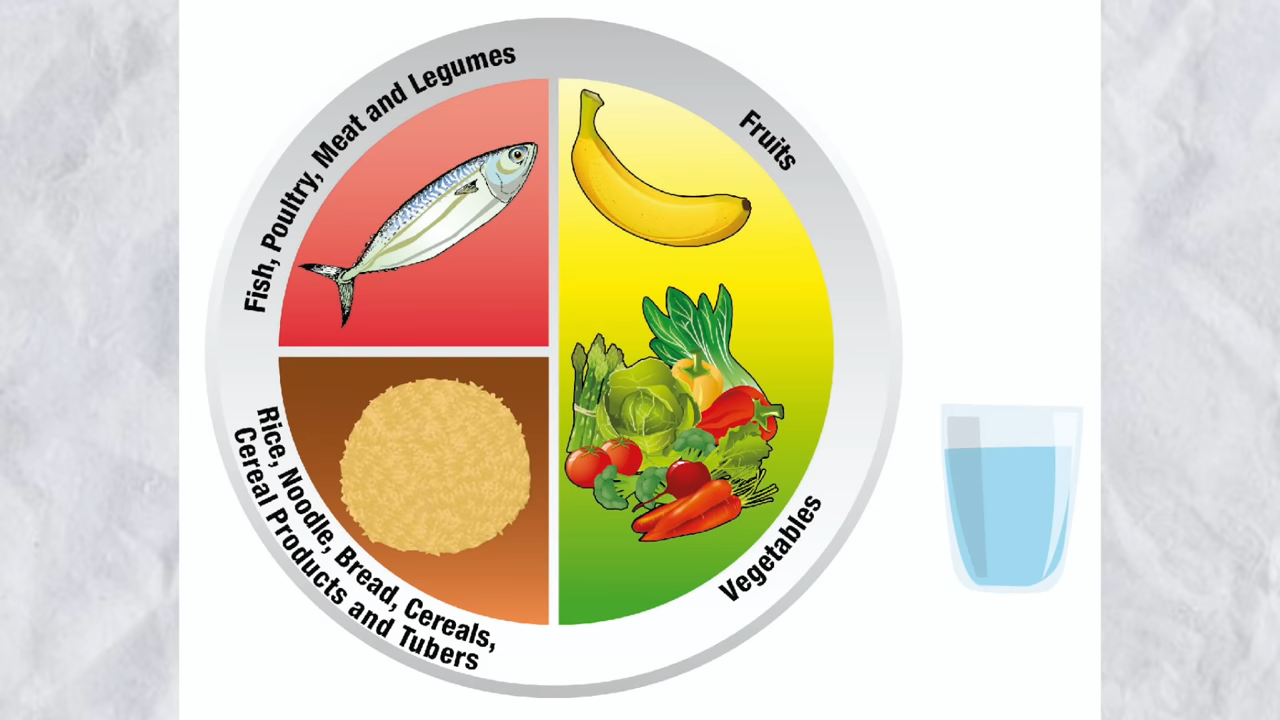 Fish, Poultry, Meat and Legumes
Fruits
Rice, Noodle, Bread, Cereals,
Cereal Products and Tubers
Vegetables